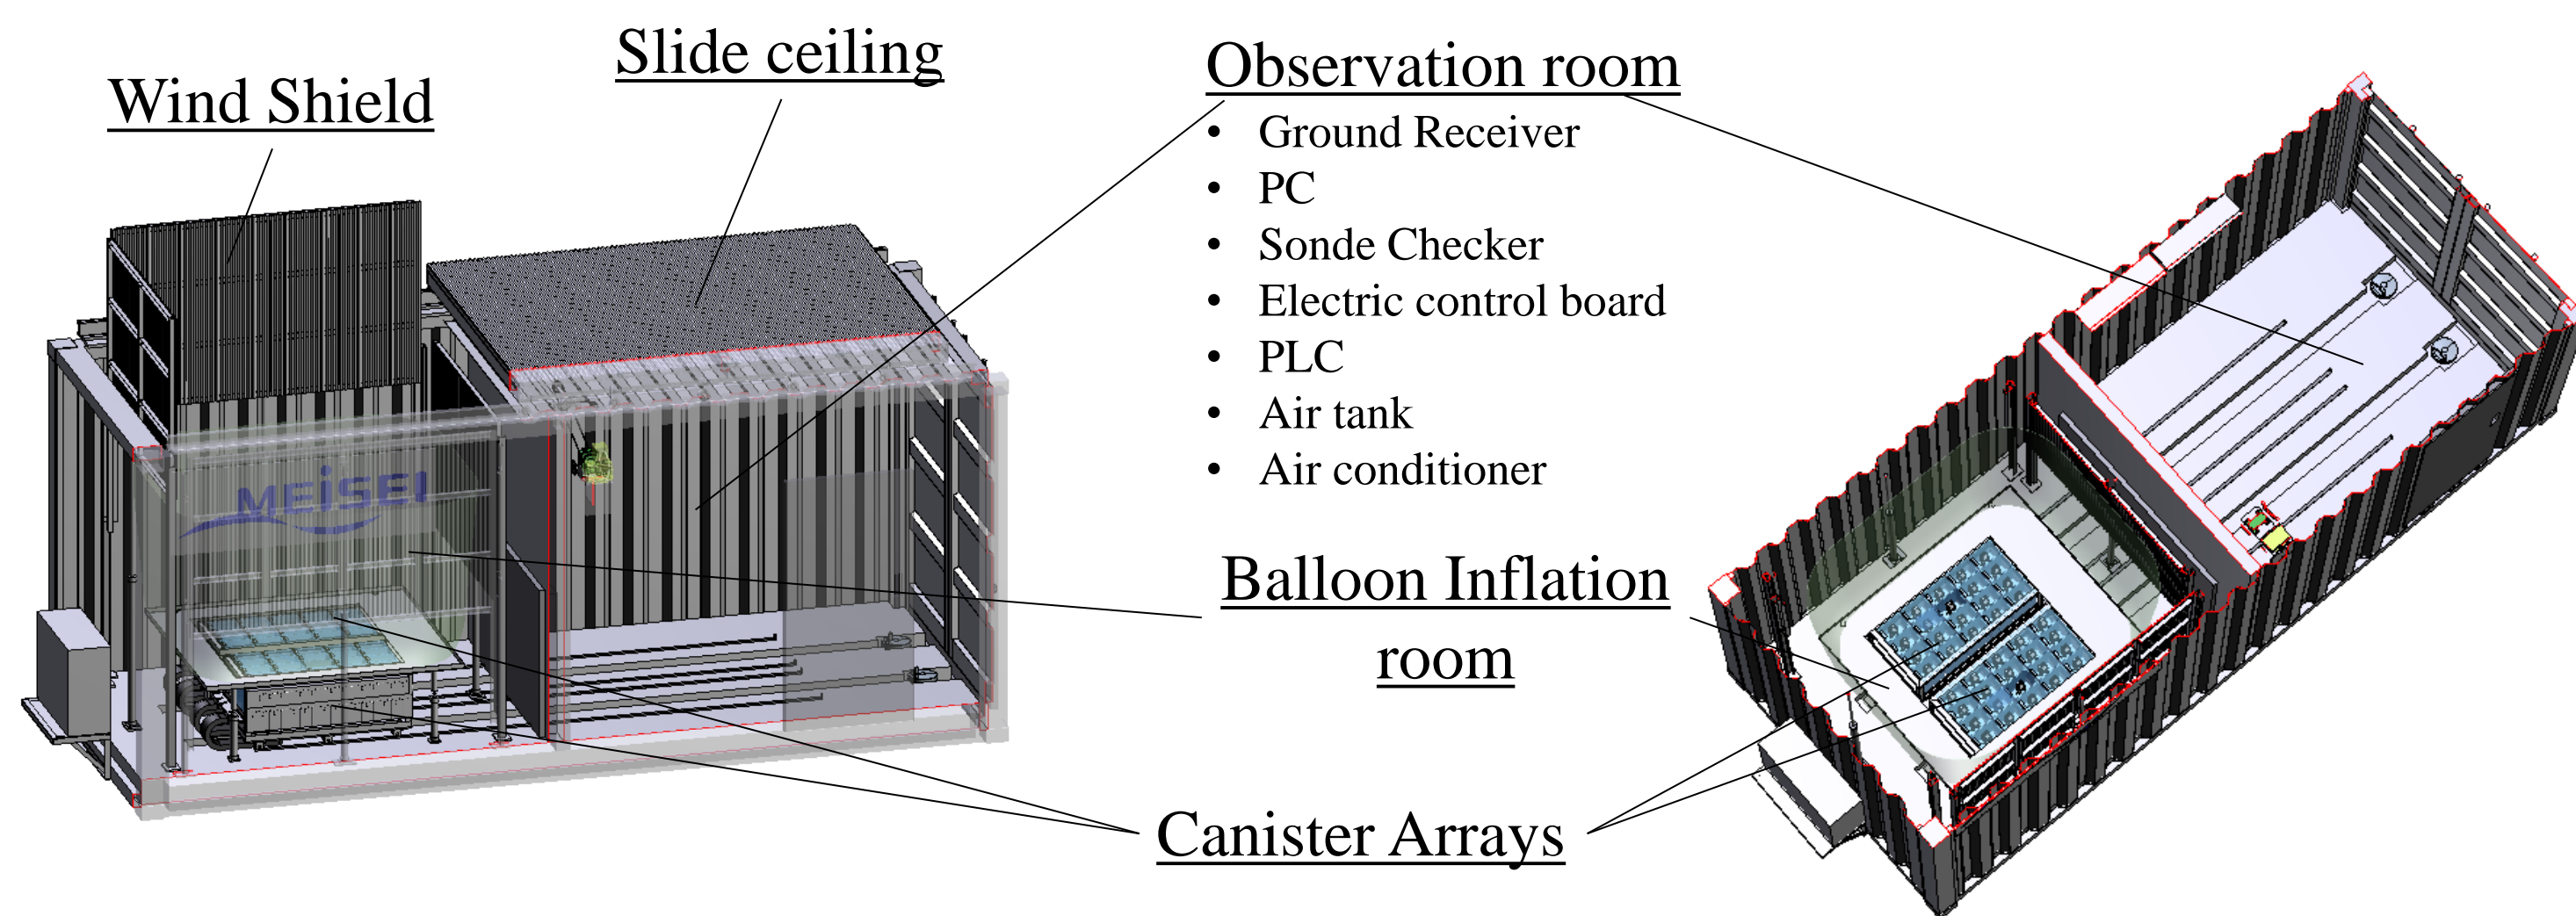 Wind Shield
Slide ceiling
Observation room
• Ground Receiver
• PC
• Sonde Checker
• Electric control board
• PLC
• Air tank
• Air conditioner
MEISEI
Balloon Inflation
room
Canister Arrays